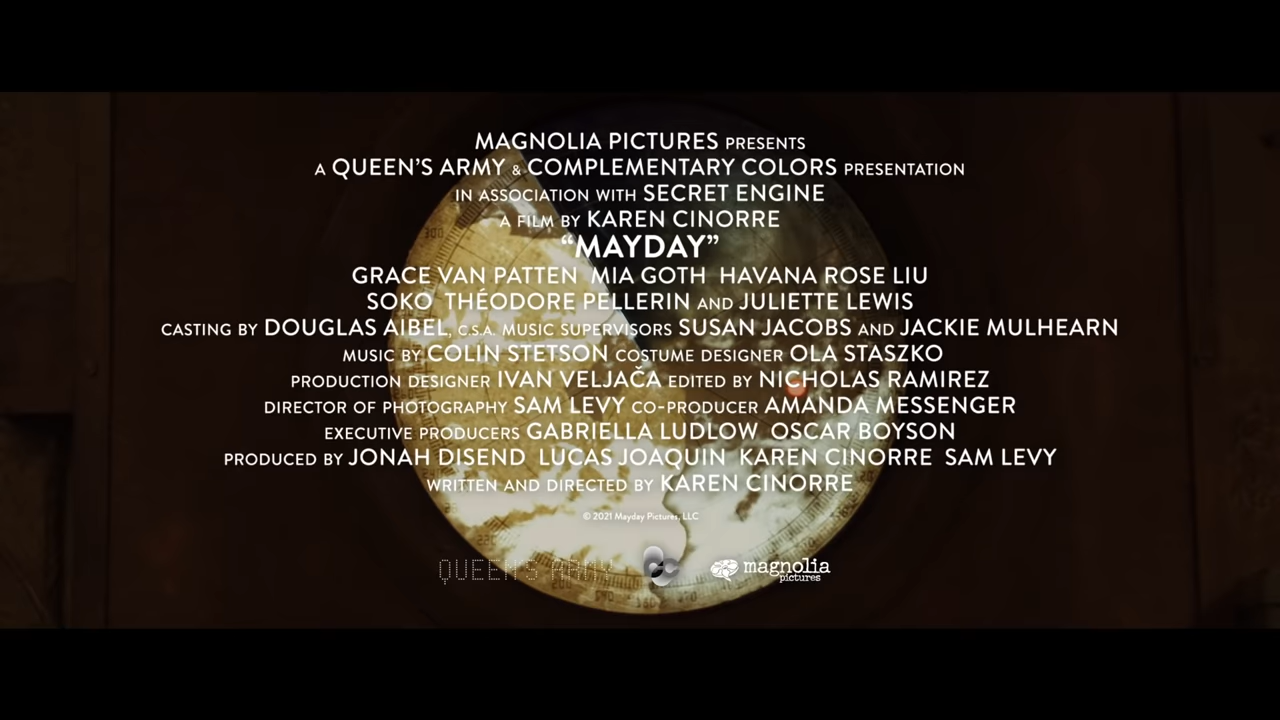 MAGNOLIA PICTURES PRESENTS
A QUEEN'S ARMY & COMPLEMENTARY COLORS PRESENTATION
IN ASSOCIATION WITH SECRET ENGINE
A FILM BY KAREN CINORRE
“MAYDAY”
GRACE VAN PATTEN MIA GOTH HAVANA ROSE LIU
SOKO THÉODORE PELLERIN AND JULIETTE LEWIS
CASTING BY DOUGLAS AIBEL, C.S.A. MUSIC SUPERVISORS SUSAN JACOBS AND JACKIE MULHEARN
MUSIC BY COLIN STETSON COSTUME DESIGNER OLA STASZKO
PRODUCTION DESIGNER IVAN VELJAČA EDITED BY NICHOLAS RAMIREZ
DIRECTOR OF PHOTOGRAPHY SAM LEVY CO-PRODUCER AMANDA MESSENGER
EXECUTIVE PRODUCERS GABRIELLA LUDLOW OSCAR BOYSON
PRODUCED BY JONAH DISEND LUCAS JOAQUIN KAREN CINORRE SAM LEVY
WRITTEN AND DIRECTED BY KAREN CINORRE
© 2021 Mayday Pictures, LLC
QUEEN'S ARMY CC magnolia
pictures